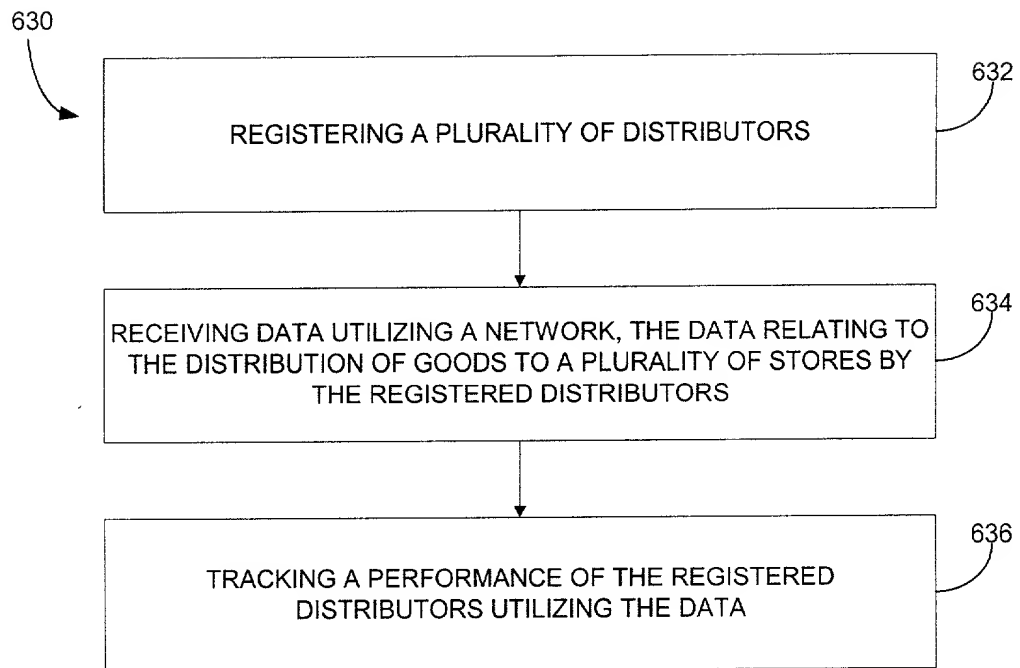 630
632
REGISTERING A PLURALITY OF DISTRIBUTORS
634
RECEIVING DATA UTILIZING A NETWORK, THE DATA RELATING TO
THE DISTRIBUTION OF GOODS TO A PLURALITY OF STORES BY
THE REGISTERED DISTRIBUTORS
636
TRACKING A PERFORMANCE OF THE REGISTERED
DISTRIBUTORS UTILIZING THE DATA